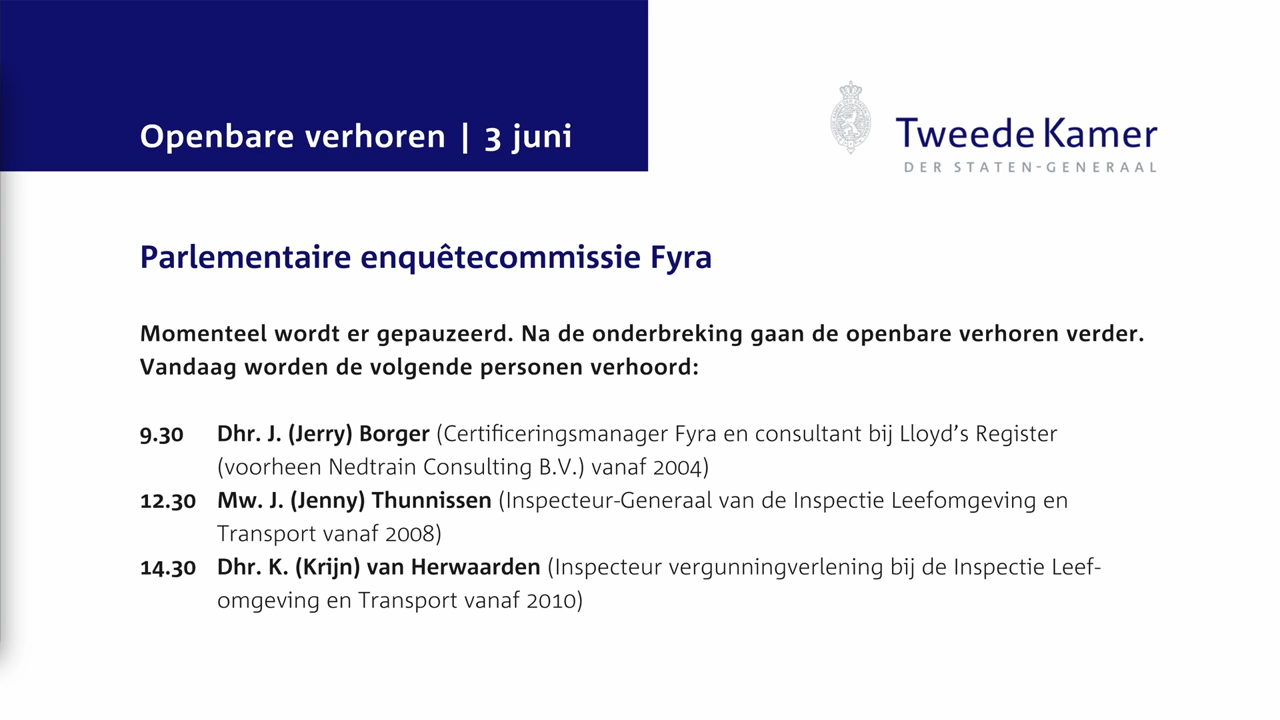 Openbare verhoren | 3 juni
Tweede Kamer
DER STATEN-GENERAAL
Parlementaire enquêtecommissie Fyra
Momenteel wordt er gepauzeerd. Na de onderbreking gaan de openbare verhoren verder.
Vandaag worden de volgende personen verhoord:
9.30 Dhr. J. (Jerry) Borger (Certificeringsmanager Fyra en consultant bij Lloyd’s Register
(voorheen Nedtrain Consulting B.V.) vanaf 2004)
12.30 Mw. J. (Jenny) Thunnissen (Inspecteur-Generaal van de Inspectie Leefomgeving en
Transport vanaf 2008)
14.30 Dhr. K. (Krijn) van Herwaarden (Inspecteur vergunningverlening bij de Inspectie Leef-
omgeving en Transport vanaf 2010)